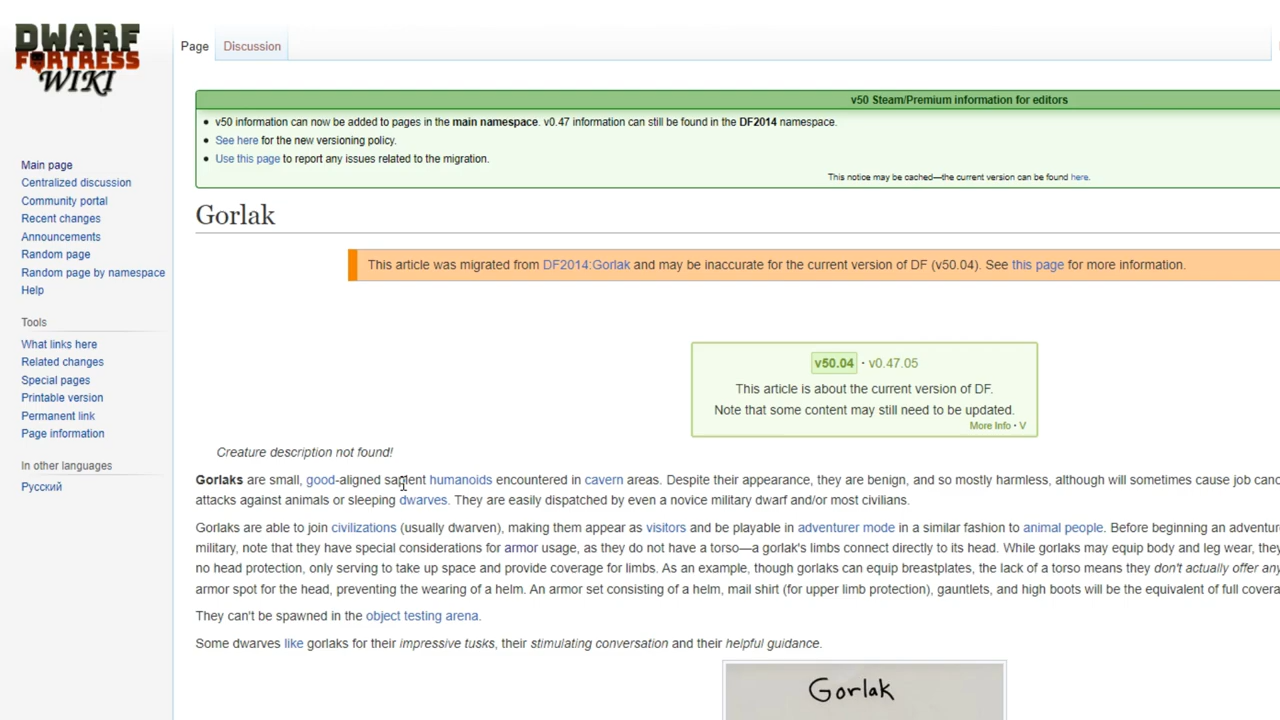 DWARF
FORTRESS
WIKI
Page
Discussion
v50 Steam/Premium information for editors
• v50 information can now be added to pages in the main namespace. v0.47 information can still be found in the DF2014 namespace.
• See here for the new versioning policy.
• Use this page to report any issues related to the migration.
This notice may be cached—the current version can be found here.
Main page
Centralized discussion
Community portal
Recent changes
Announcements
Random page
Random page by namespace
Help
Tools
What links here
Related changes
Special pages
Printable version
Permanent link
Page information
In other languages
Русский
Gorlak
This article was migrated from DF2014:Gorlak and may be inaccurate for the current version of DF (v50.04). See this page for more information.
v50.04 · v0.47.05
This article is about the current version of DF.
Note that some content may still need to be updated.
More Info · V
Creature description not found!
Gorlaks are small, good-aligned sapient humanoids encountered in cavern areas. Despite their appearance, they are benign, and so mostly harmless, although will sometimes cause job canc
attacks against animals or sleeping dwarves. They are easily dispatched by even a novice military dwarf and/or most civilians.
Gorlaks are able to join civilizations (usually dwarven), making them appear as visitors and be playable in adventurer mode in a similar fashion to animal people. Before beginning an adventur
military, note that they have special considerations for armor usage, as they do not have a torso—a gorlak's limbs connect directly to its head. While gorlaks may equip body and leg wear, they
no head protection, only serving to take up space and provide coverage for limbs. As an example, though gorlaks can equip breastplates, the lack of a torso means they don't actually offer any
armor spot for the head, preventing the wearing of a helm. An armor set consisting of a helm, mail shirt (for upper limb protection), gauntlets, and high boots will be the equivalent of full covera
They can't be spawned in the object testing arena.
Some dwarves like gorlaks for their impressive tusks, their stimulating conversation and their helpful guidance.
Gorlak